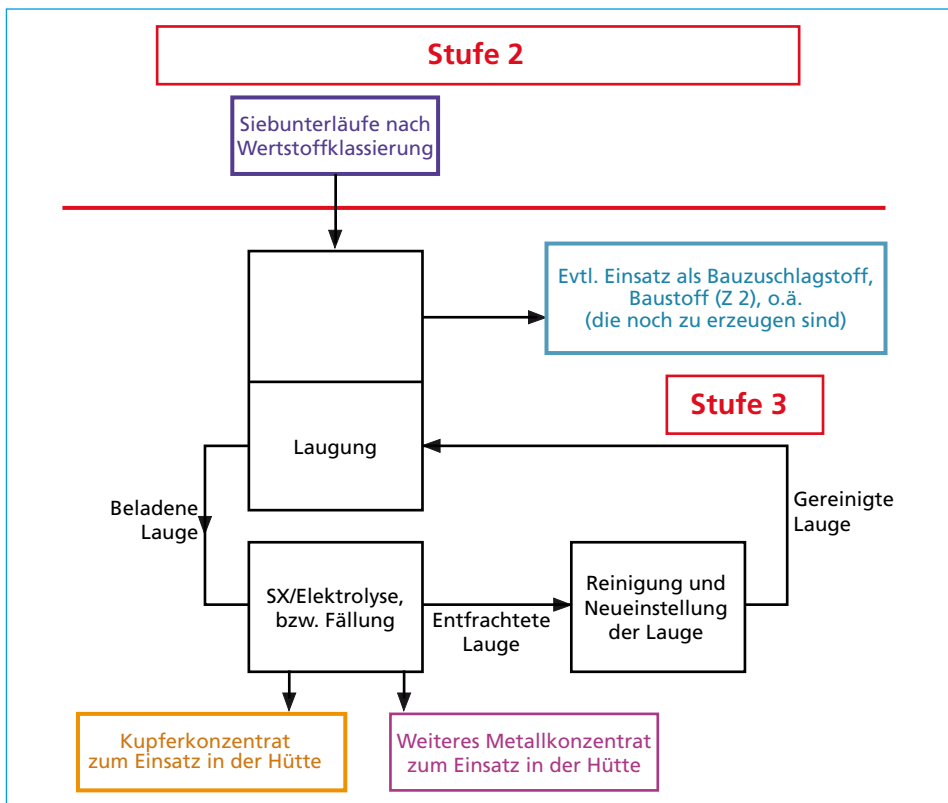 Stufe 2
Siebunterläufe nach
Wertstoffklassierung
Evtl. Einsatz als Bauzuschlagstoff,
Baustoff (Z 2), o.ä.
(die noch zu erzeugen sind)
Stufe 3
Laugung
Beladene
Lauge
Gereinigte
Lauge
SX/Elektrolyse,
bzw. Fällung
Entfrachtete
Lauge
Reinigung und
Neueinstellung
der Lauge
Kupferkonzentrat
zum Einsatz in der Hütte
Weiteres Metallkonzentrat
zum Einsatz in der Hütte